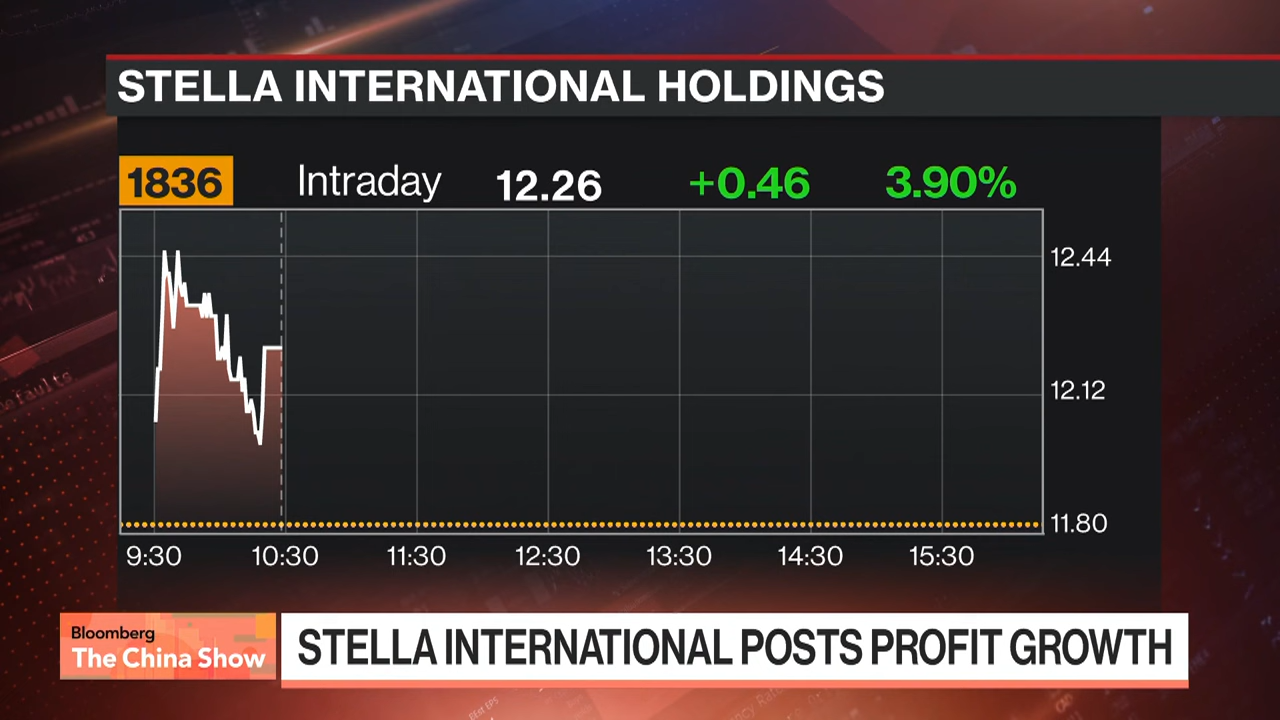 STELLA INTERNATIONAL HOLDINGS
1836 Intraday 12.26 +0.46 3.90%
12.44
12.12
11.80
9:30 10:30 11:30 12:30 13:30 14:30 15:30
Bloomberg
The China Show
STELLA INTERNATIONAL POSTS PROFIT GROWTH